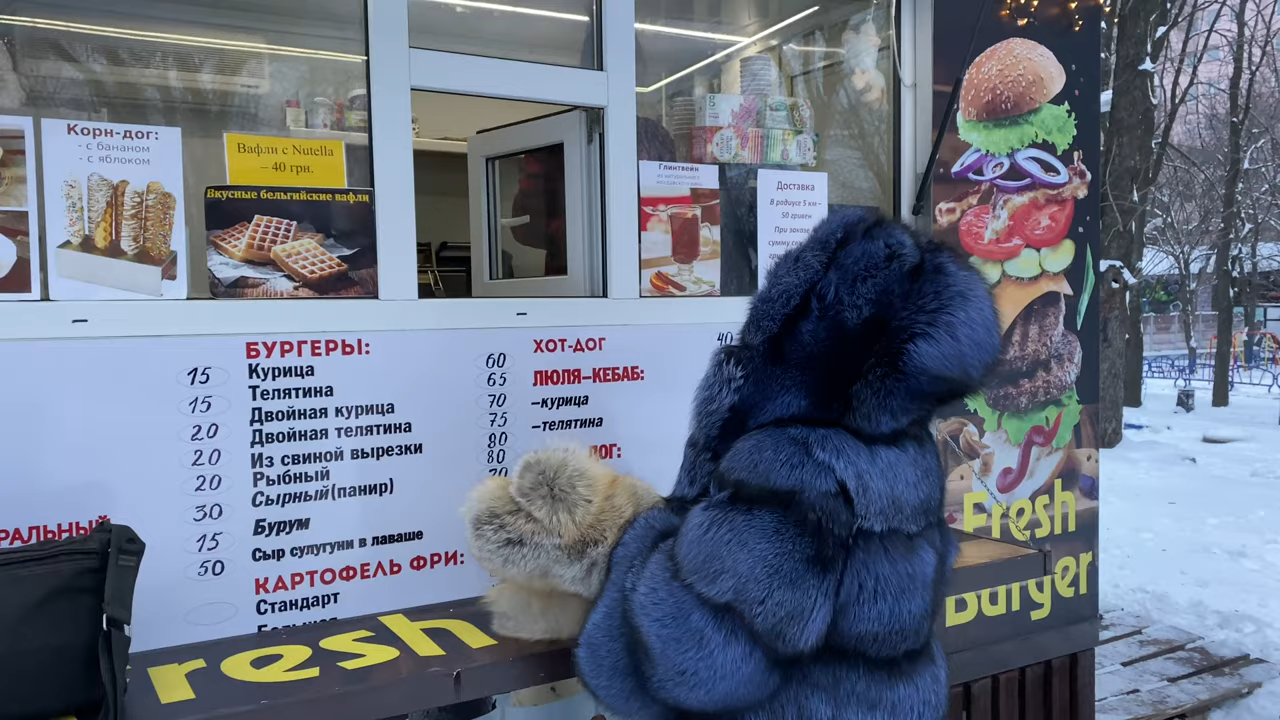 Корн-дог:
- с бананом
- с яблоком
Вафли с Nutella
– 40 грн.
Вкусные бельгийские вафли
Глинтвейн
Доставка
В радиусе 5 км –
50 гривен
При заказе
сумму
БУРГЕРЫ:
15 Курица 60
15 Телятина 65
20 Двойная курица 70
20 Двойная телятина 75
20 Из свиной вырезки 80
30 Рыбный 80
15 Сырный (панир) 70
50 Бурум
Сыр сулугуни в лаваше
КАРТОФЕЛЬ ФРИ:
Стандарт
ХОТ-ДОГ 40
ЛЮЛЯ–КЕБАБ:
–курица
–телятина
ДОГ:
РАЛЬНЫЙ
resh
Fresh
Burger